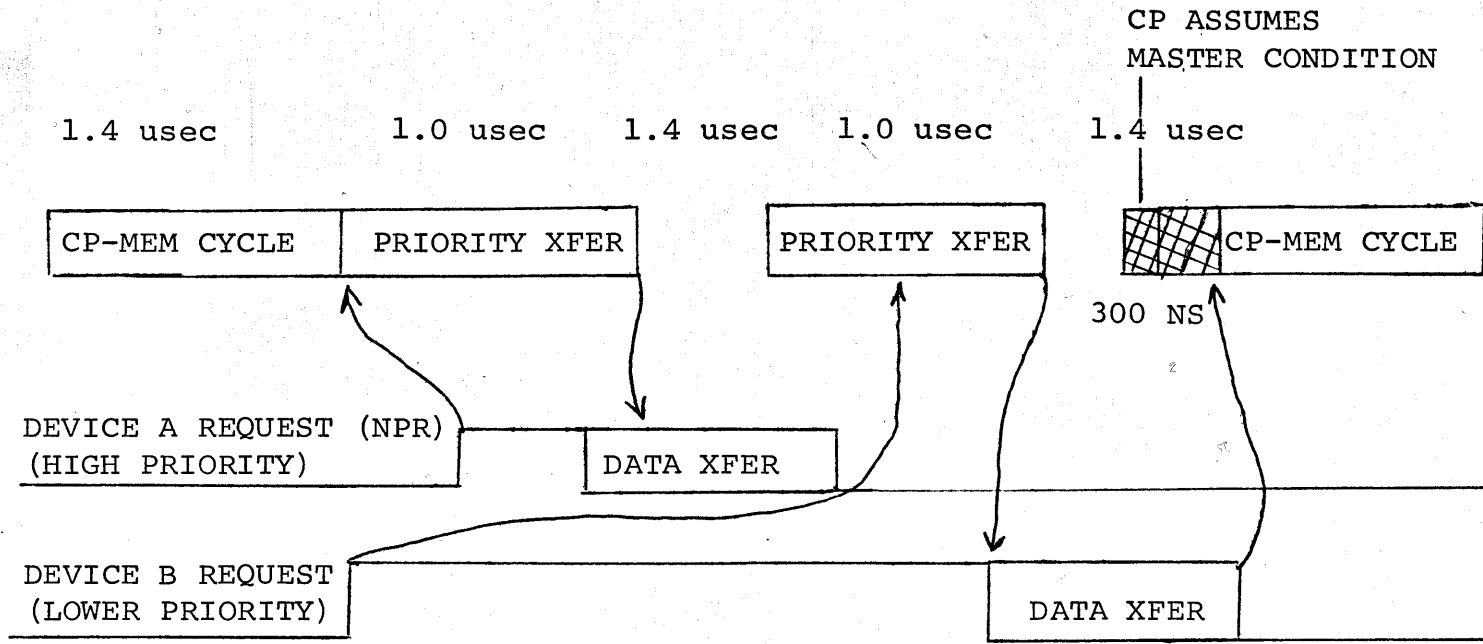 CP ASSUMES
MASTER CONDITION
1.4 usec 1.0 usec 1.4 usec 1.0 usec 1.4 usec
CP-MEM CYCLE PRIORITY XFER PRIORITY XFER CP-MEM CYCLE
300 NS
DEVICE A REQUEST (NPR)
(HIGH PRIORITY) DATA XFER
DEVICE B REQUEST
(LOWER PRIORITY) DATA XFER